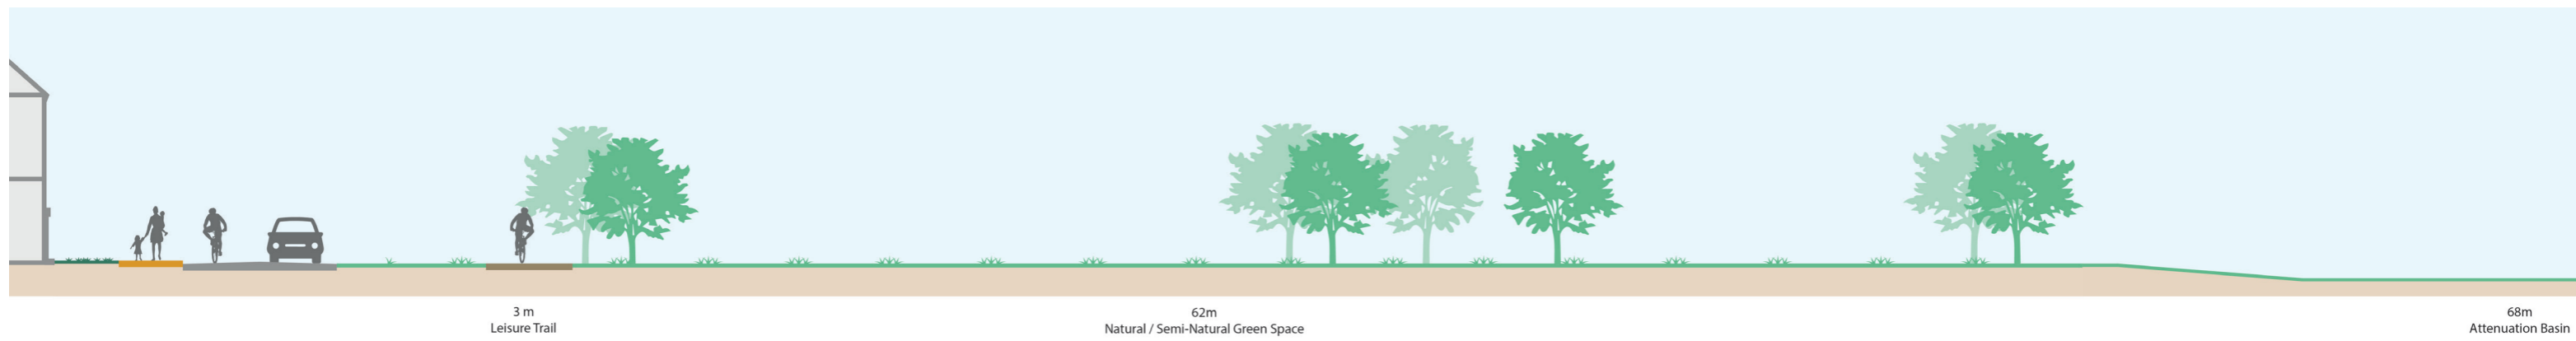 3 m
Leisure Trail
62m
Natural / Semi-Natural Green Space
68m
Attenuation Basin